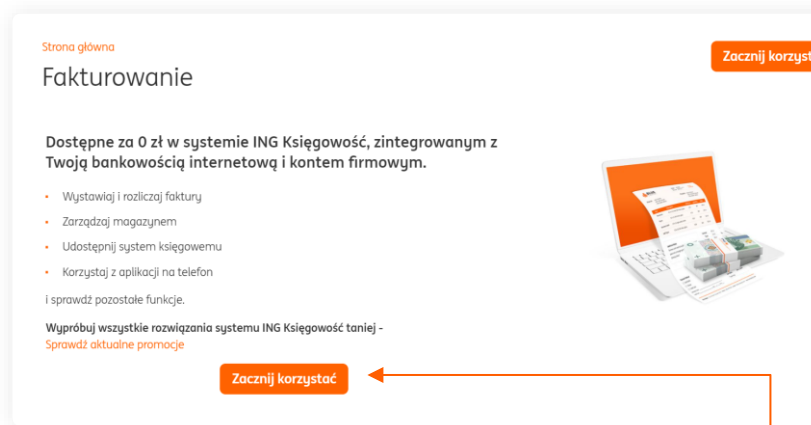 Strona główna
Fakturowanie
Zacznij
Dostępne za 0 zł w systemie ING Księgowość, zintegrowanym z
Twoją bankowością internetową i kontem firmowym.
• Wystawiaj i rozliczaj faktury
• Zarządzaj magazynem
• Udostępnij system księgowemu
• Korzystaj z aplikacji na telefon
i sprawdź pozostałe funkcje.
Wypróbuj wszystkie rozwiązania systemu ING Księgowość taniej -
Sprawdź aktualne promocje
Zacznij korzystać